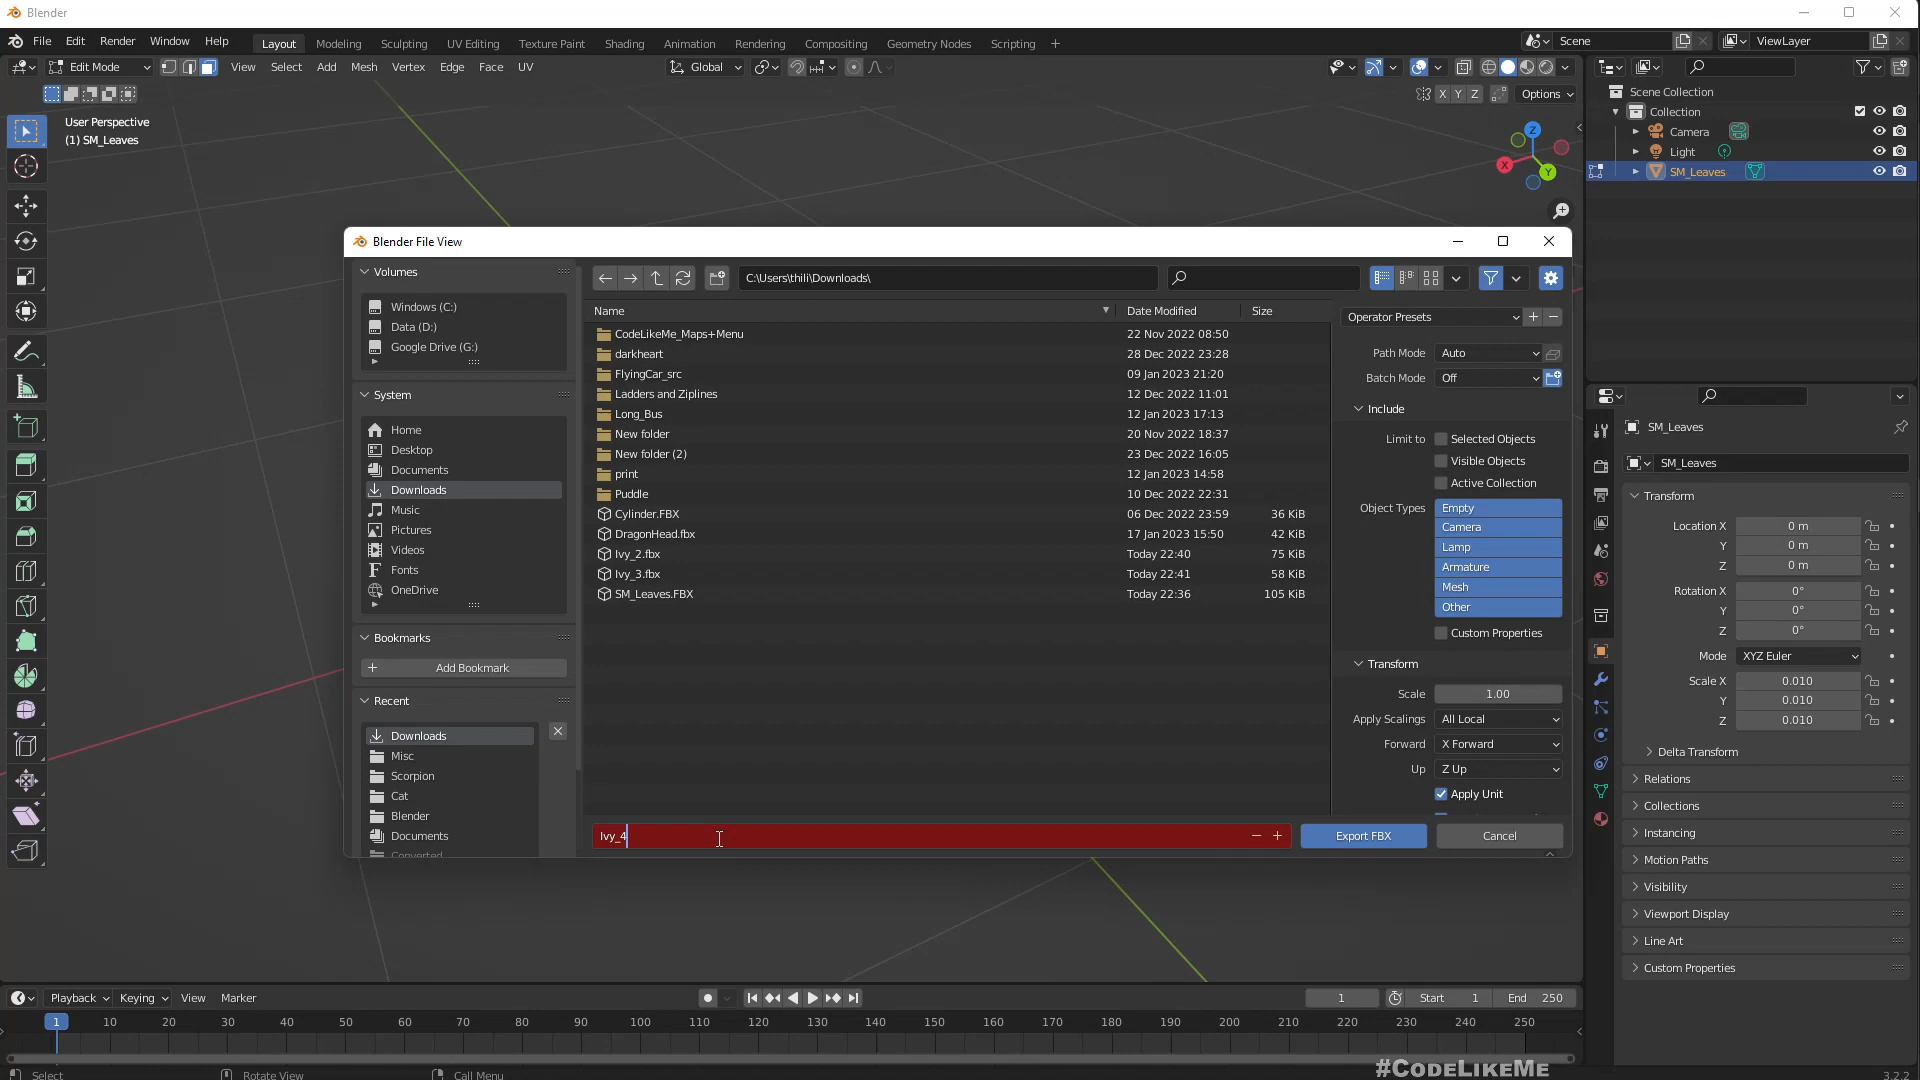 Blender
File Edit Render Window Help Layout Modeling Sculpting UV Editing Texture Paint Shading Animation Rendering Compositing Geometry Nodes Scripting + Scene ViewLayer
Edit Mode View Select Add Mesh Vertex Edge Face UV Global
X Y Z Options
User Perspective
(1) SM_Leaves
Z
X
Y
Scene Collection
Collection
Camera
Light
SM_Leaves
Blender File View
Volumes
Windows (C:)
Data (D:)
Google Drive (G:)
System
Home
Desktop
Documents
Downloads
Music
Pictures
Videos
Fonts
OneDrive
Bookmarks
Add Bookmark
Recent
Downloads
Misc
Scorpion
Cat
Blender
Documents
Converted
C:\Users\thili\Downloads\
Name Date Modified Size
CodeLikeMe_Maps+Menu 22 Nov 2022 08:50
darkheart 28 Dec 2022 23:28
FlyingCar_src 09 Jan 2023 21:20
Ladders and Ziplines 12 Dec 2022 11:01
Long_Bus 12 Jan 2023 17:13
New folder 20 Nov 2022 18:37
New folder (2) 23 Dec 2022 16:05
print 12 Jan 2023 14:58
Puddle 10 Dec 2022 22:31
Cylinder.FBX 06 Dec 2022 23:59 36 KiB
DragonHead.fbx 17 Jan 2023 15:50 42 KiB
Ivy_2.fbx Today 22:40 75 KiB
Ivy_3.fbx Today 22:41 58 KiB
SM_Leaves.FBX Today 22:36 105 KiB
Ivy_4
Export FBX Cancel
Operator Presets
Path Mode Auto
Batch Mode Off
Include
Limit to Selected Objects
Visible Objects
Active Collection
Object Types Empty
Camera
Lamp
Armature
Mesh
Other
Custom Properties
Transform
Scale 1.00
Apply Scalings All Local
Forward X Forward
Up Z Up
Apply Unit
SM_Leaves
SM_Leaves
Transform
Location X 0 m
Y 0 m
Z 0 m
Rotation X 0°
Y 0°
Z 0°
Mode XYZ Euler
Scale X 0.010
Y 0.010
Z 0.010
Delta Transform
Relations
Collections
Instancing
Motion Paths
Visibility
Viewport Display
Line Art
Custom Properties
Playback Keying View Marker 1 Start 1 End 250
1 10 20 30 40 50 60 70 80 90 100 110 120 130 140 150 160 170 180 190 200 210 220 230 240 250
Select Rotate View Call Menu 3.2.2
#CodeLikeMe